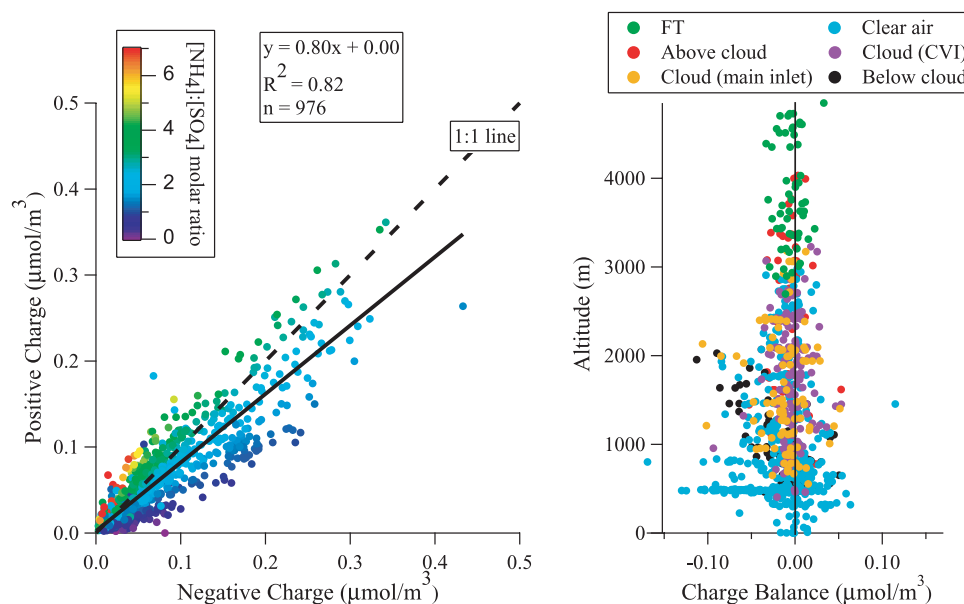 [NH₄]:[SO₄] molar ratio
6
4
2
0
y = 0.80x + 0.00
R² = 0.82
n = 976
1:1 line
Positive Charge (μmol/m³)
0.5
0.4
0.3
0.2
0.1
0.0
0.0 0.1 0.2 0.3 0.4 0.5
Negative Charge (μmol/m³)
FT Clear air
Above cloud Cloud (CVI)
Cloud (main inlet) Below cloud
Altitude (m)
4000
3000
2000
1000
0
-0.10 0.00 0.10
Charge Balance (μmol/m³)